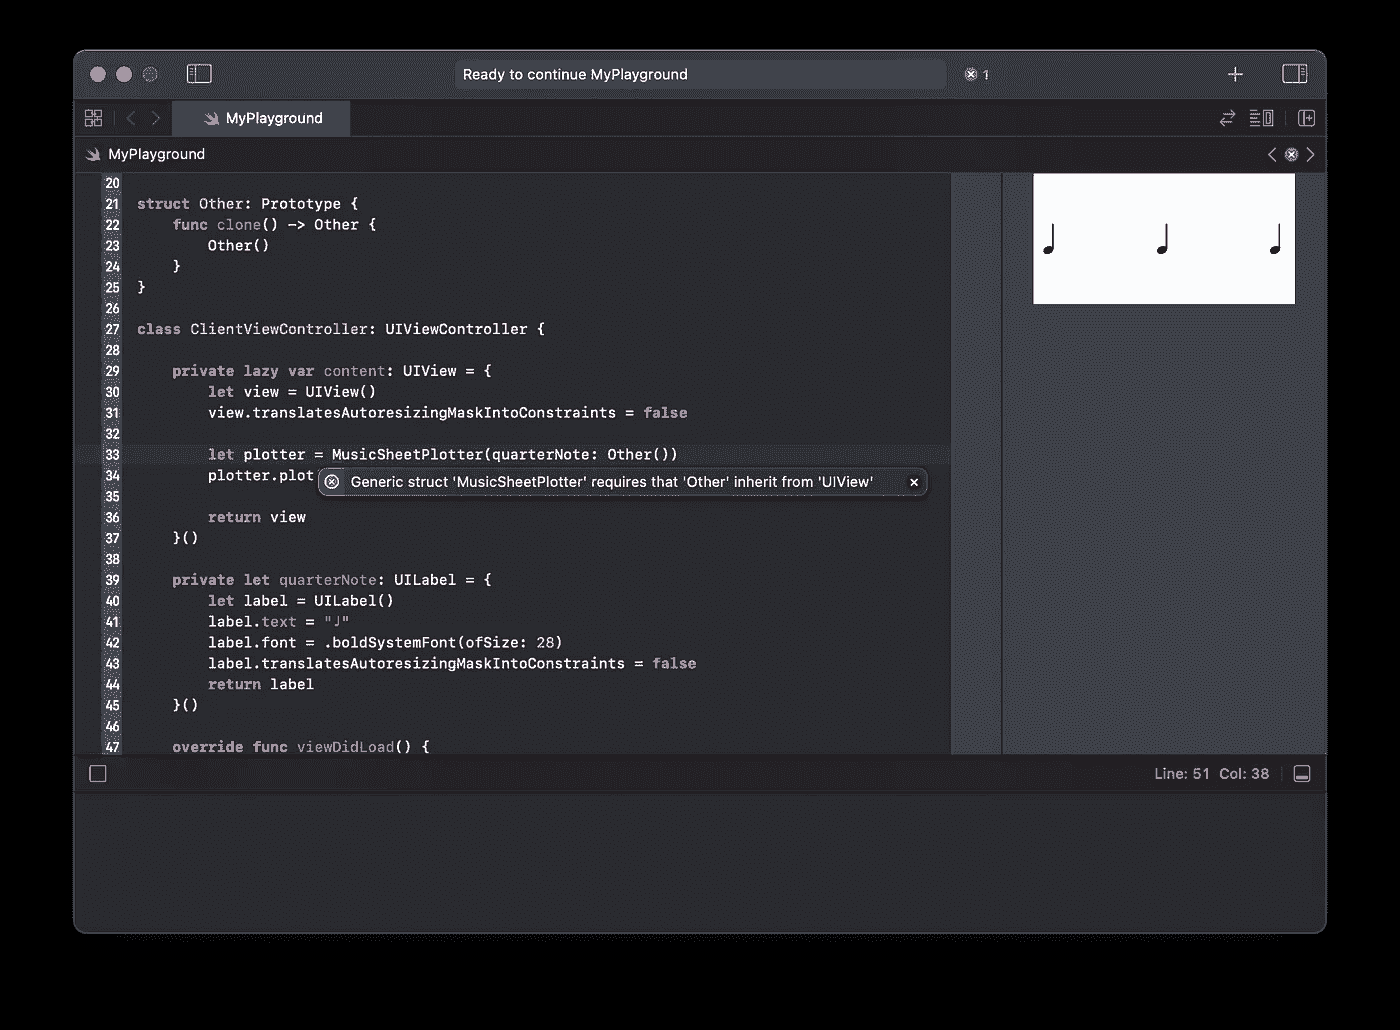 Ready to continue MyPlayground
1
MyPlayground
MyPlayground
20
21 struct Other: Prototype {
22 func clone() -> Other {
23 Other()
24 }
25 }
26
27 class ClientViewController: UIViewController {
28
29 private lazy var content: UIView = {
30 let view = UIView()
31 view.translatesAutoresizingMaskIntoConstraints = false
32
33 let plotter = MusicSheetPlotter(quarterNote: Other())
34 plotter.plot
Generic struct 'MusicSheetPlotter' requires that 'Other' inherit from 'UIView'
35
36 return view
37 }()
38
39 private let quarterNote: UILabel = {
40 let label = UILabel()
41 label.text = "♩"
42 label.font = .boldSystemFont(ofSize: 28)
43 label.translatesAutoresizingMaskIntoConstraints = false
44 return label
45 }()
46
47 override func viewDidLoad() {
♩ ♩ ♩
Line: 51 Col: 38